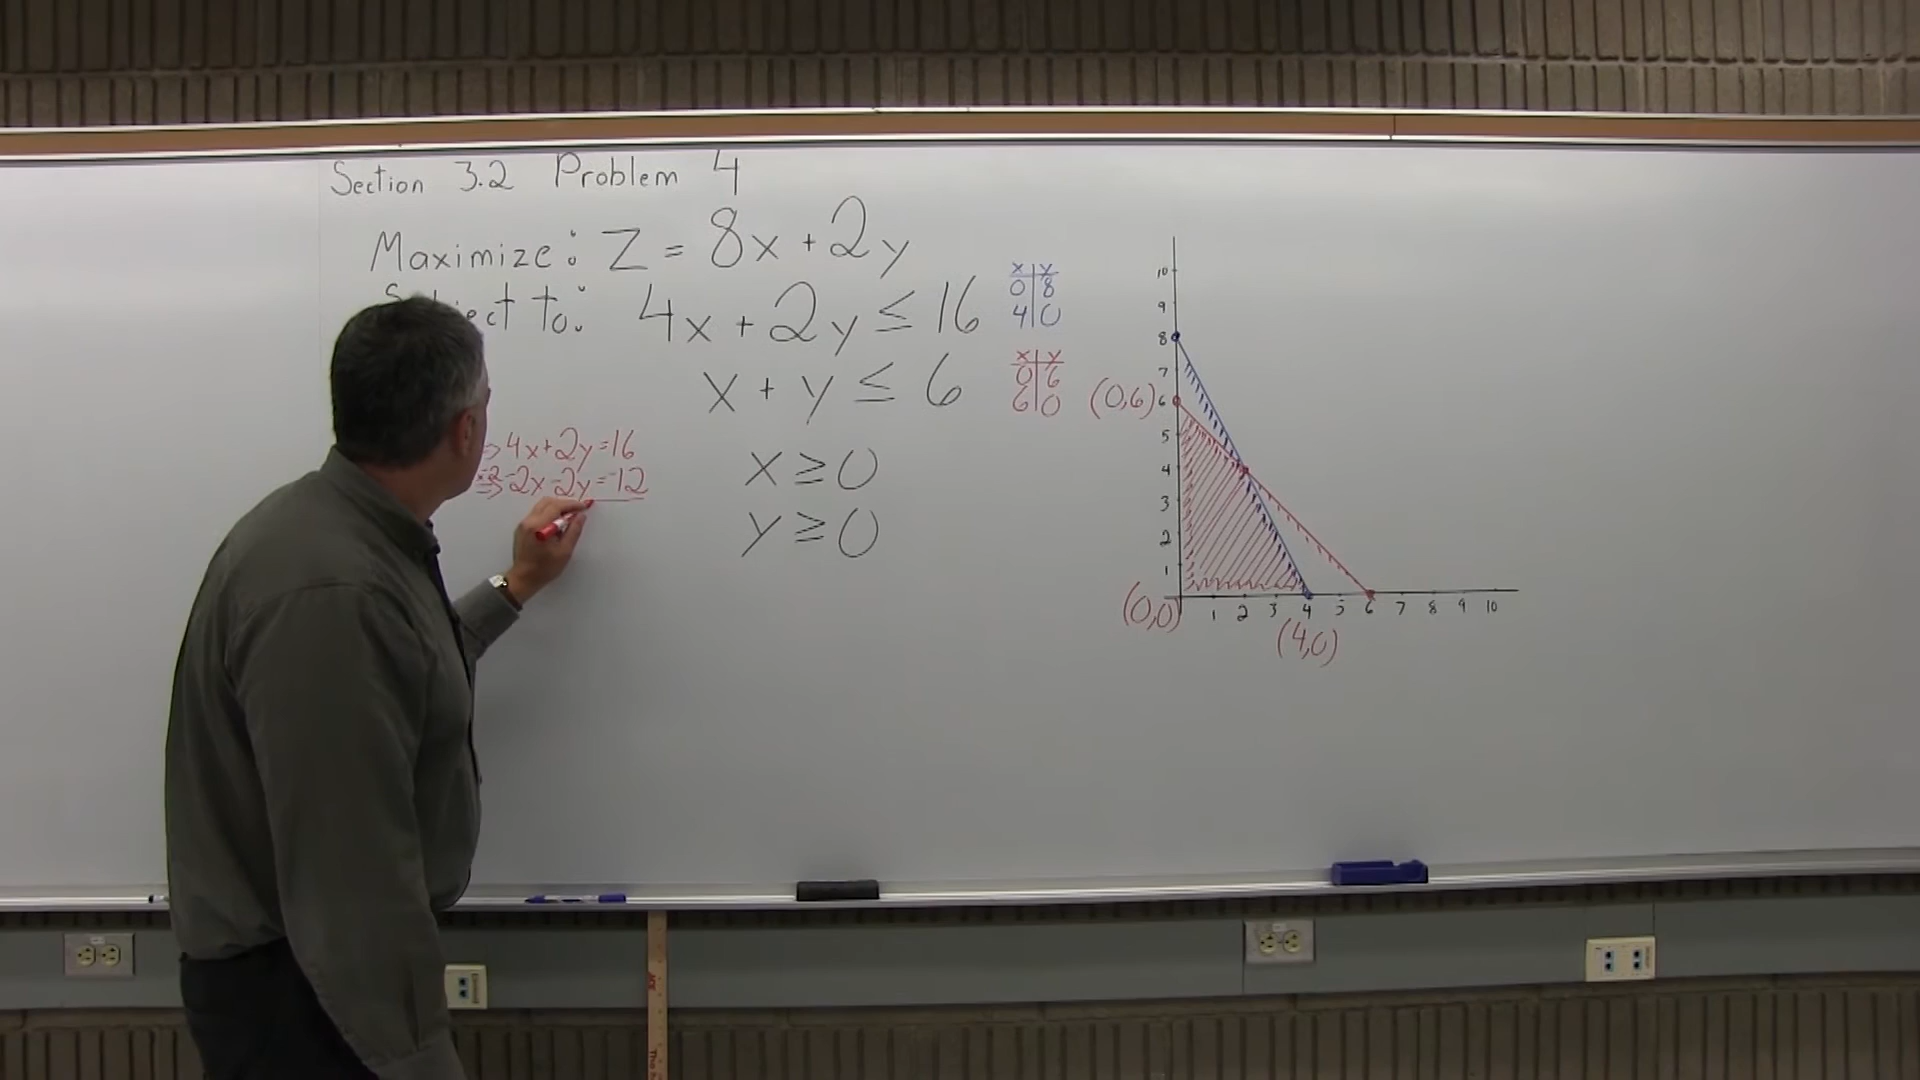 Section 3.2 Problem 4
Maximize: Z = 8x + 2y
ect to: 4x + 2y ≤ 16
x + y ≤ 6
x ≥ 0
y ≥ 0
⇒ 4x+2y=16
⇒ -2x-2y=-12
x y
0 8
4 0
x y
0 6
6 0
10
9
8
7
(0,6) 6
5
4
3
2
1
(0,0)
1 2 3 4 5 6 7 8 9 10
(4,0)